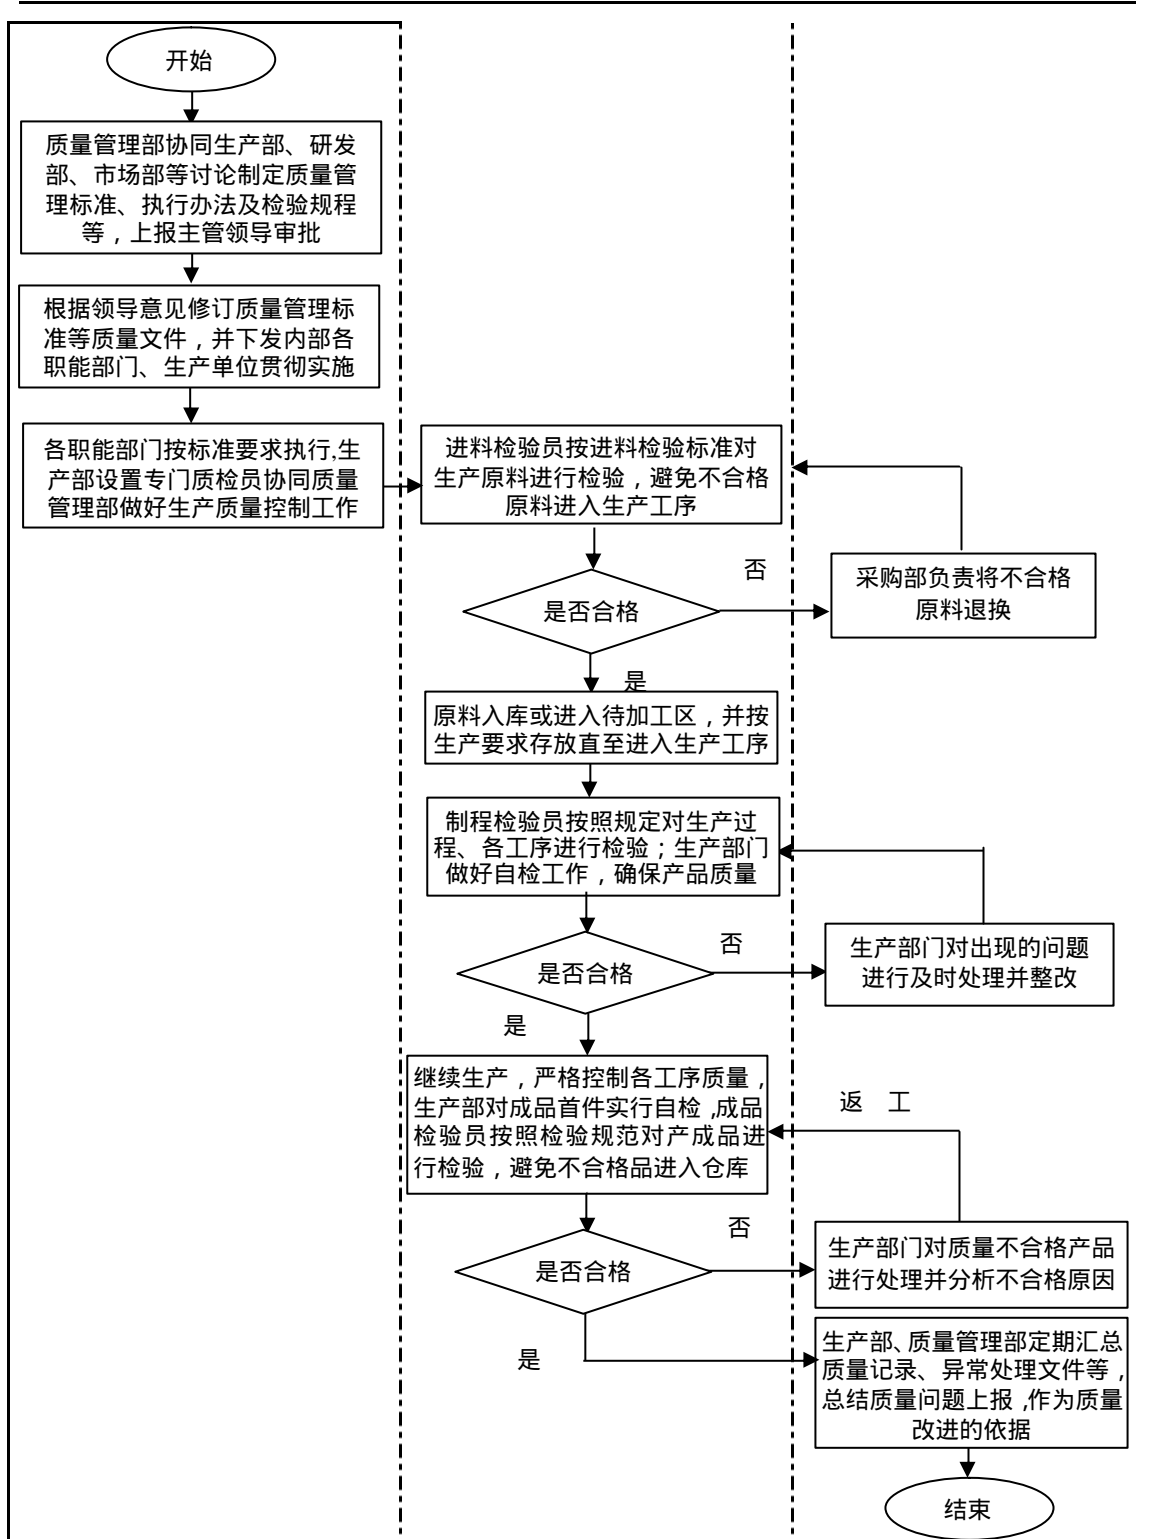 开始
质量管理部协同生产部、研发
部、市场部等讨论制定质量管
理标准、执行办法及检验规程
等，上报主管领导审批
根据领导意见修订质量管理标
准等质量文件，并下发内部各
职能部门、生产单位贯彻实施
各职能部门按标准要求执行,生
产部设置专门质检员协同质量
管理部做好生产质量控制工作
进料检验员按进料检验标准对
生产原料进行检验，避免不合格
原料进入生产工序
是否合格
否
采购部负责将不合格
原料退换
是
原料入库或进入待加工区，并按
生产要求存放直至进入生产工序
制程检验员按照规定对生产过
程、各工序进行检验；生产部门
做好自检工作，确保产品质量
是否合格
否
生产部门对出现的问题
进行及时处理并整改
是
继续生产，严格控制各工序质量，
生产部对成品首件实行自检,成品
检验员按照检验规范对产成品进
行检验，避免不合格品进入仓库
返 工
是否合格
否
生产部门对质量不合格产品
进行处理并分析不合格原因
是
生产部、质量管理部定期汇总
质量记录、异常处理文件等，
总结质量问题上报,作为质量
改进的依据
结束